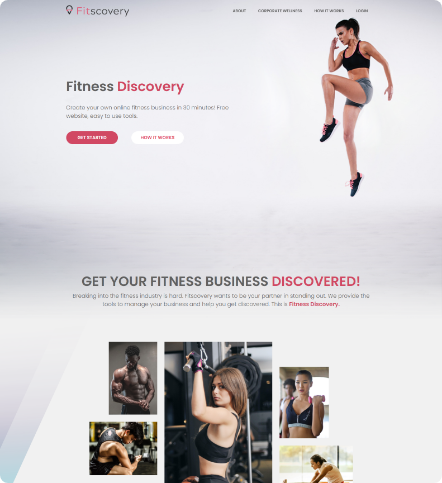 Fitscovery
ABOUT CORPORATE WELLNESS HOW IT WORKS LOGIN
Fitness Discovery
Create your own online fitness business in 30 minutes! Free
website, easy to use tools.
GET STARTED HOW IT WORKS
GET YOUR FITNESS BUSINESS DISCOVERED!
Breaking into the fitness industry is hard. Fitscovery wants to be your partner in standing out. We provide the
tools to manage your business and help you get discovered. This is Fitness Discovery.